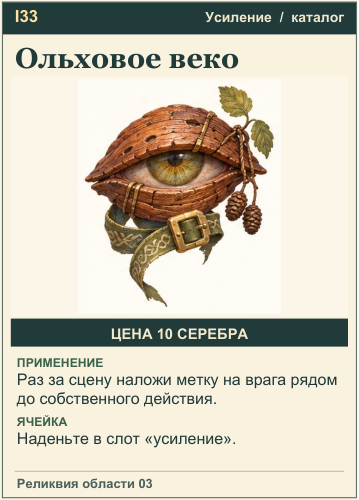 I33
Усиление / каталог
Ольховое веко
ЦЕНА 10 СЕРЕБРА
ПРИМЕНЕНИЕ
Раз за сцену наложи метку на врага рядом
до собственного действия.
ЯЧЕЙКА
Наденьте в слот «усиление».
Реликвия области 03